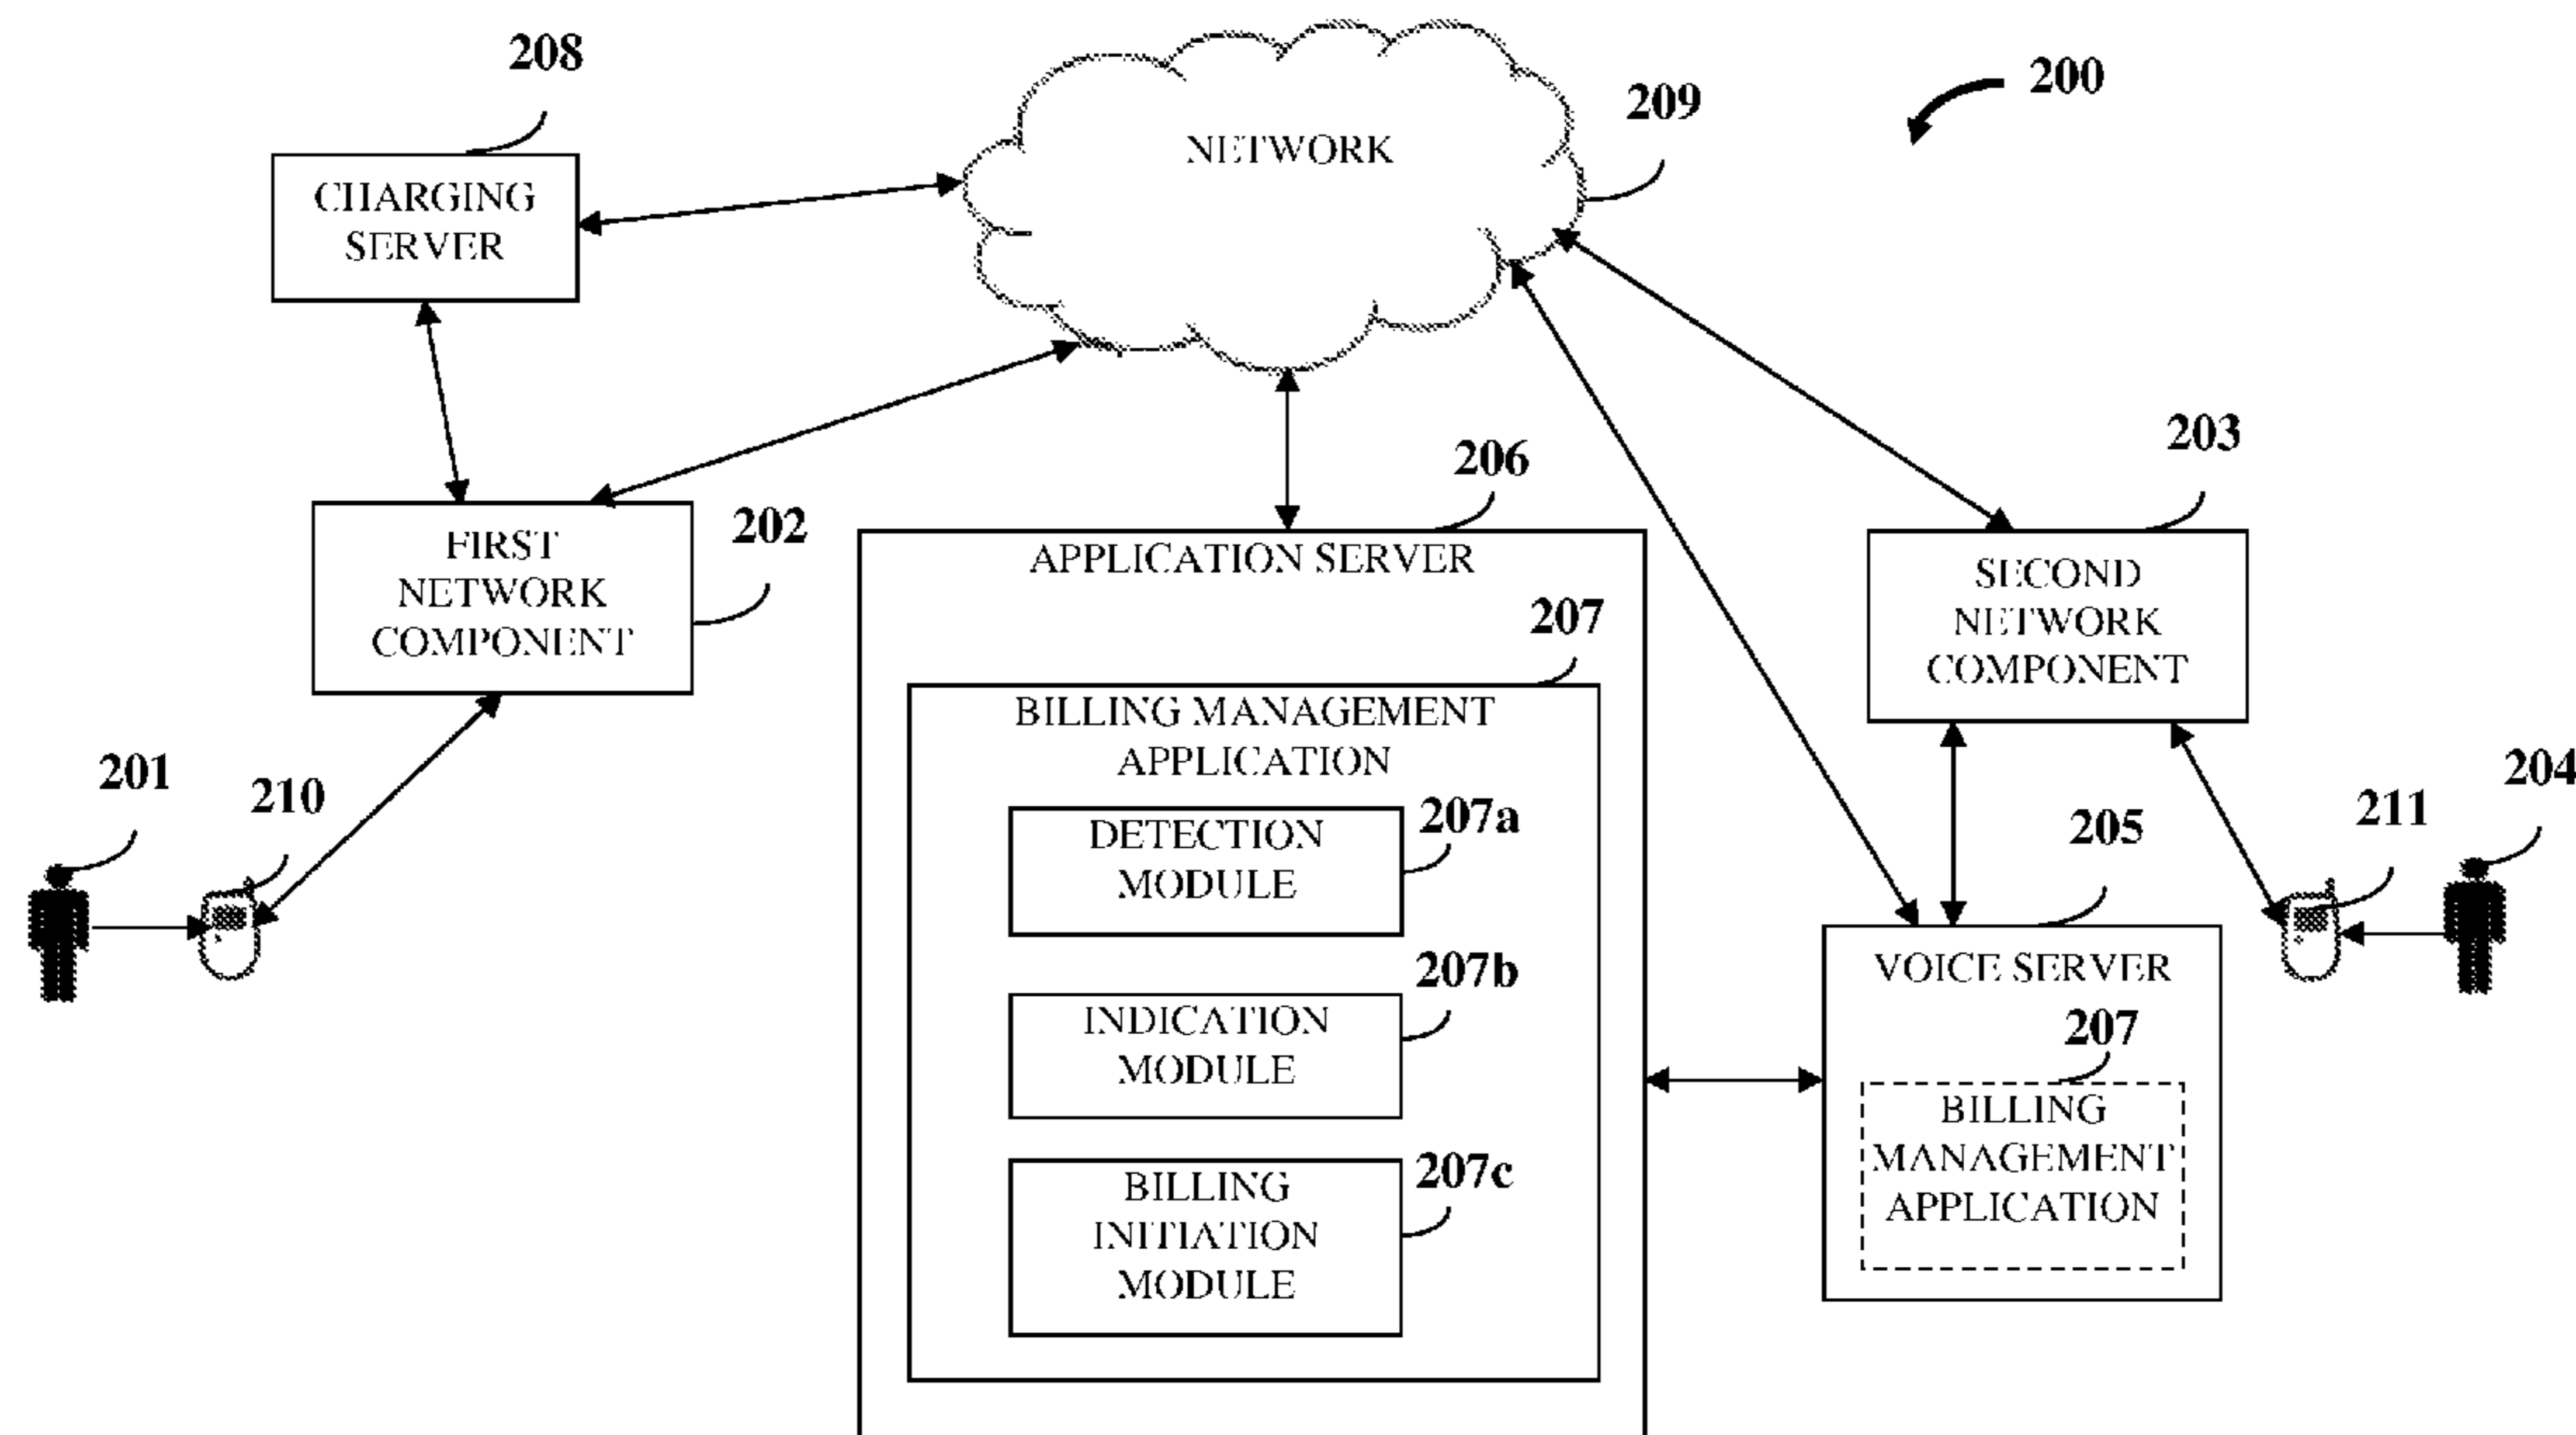 208
200
209
NETWORK
CHARGING
SERVER
203
206
202
FIRST
NETWORK
COMPONENT
APPLICATION SERVER
SECOND
NETWORK
COMPONENT
207
BILLING MANAGEMENT
APPLICATION
201
210
204
211
205
207a
DETECTION
MODULE
207b
INDICATION
MODULE
207c
BILLING
INITIATION
MODULE
VOICE SERVER
207
BILLING
MANAGEMENT
APPLICATION